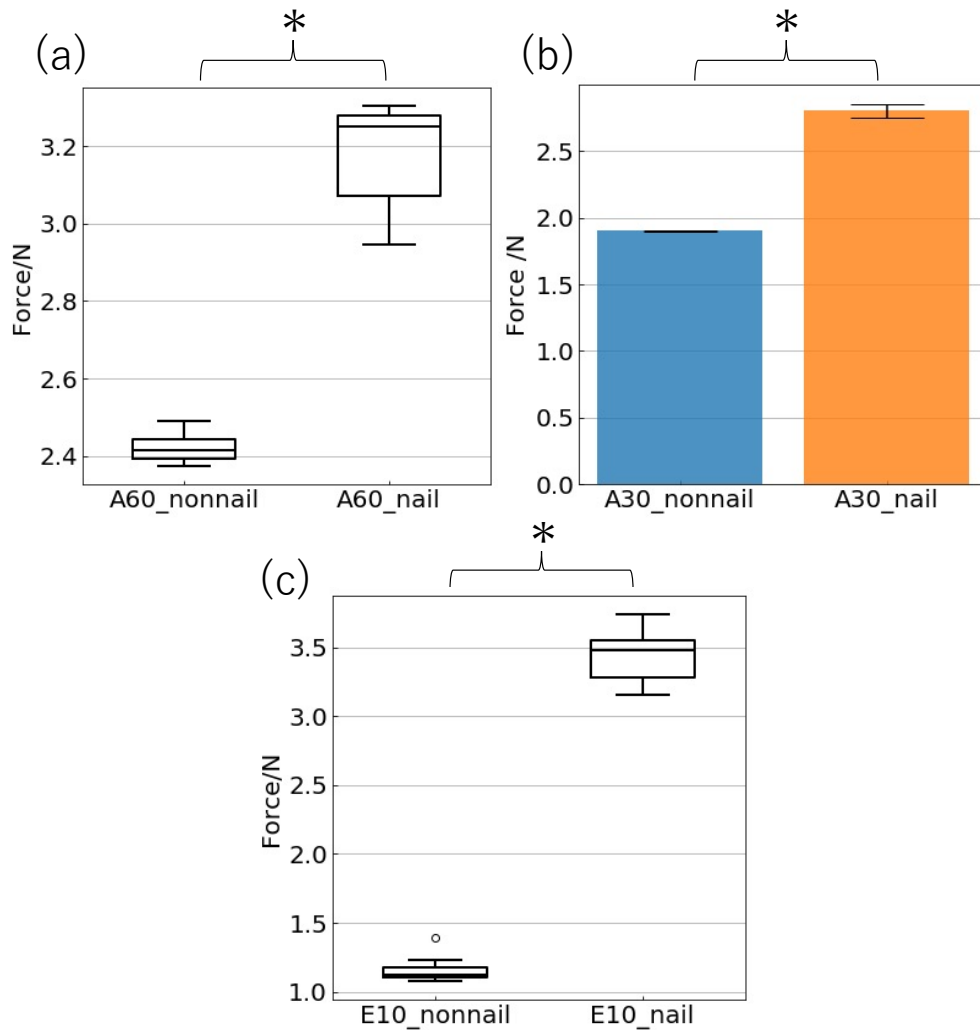 (a)
*
Force/N
3.2
3.0
2.8
2.6
2.4
A60_nonnail
A60_nail
(b)
*
Force /N
2.5
2.0
1.5
1.0
0.5
0.0
A30_nonnail
A30_nail
(c)
*
Force/N
3.5
3.0
2.5
2.0
1.5
1.0
E10_nonnail
E10_nail